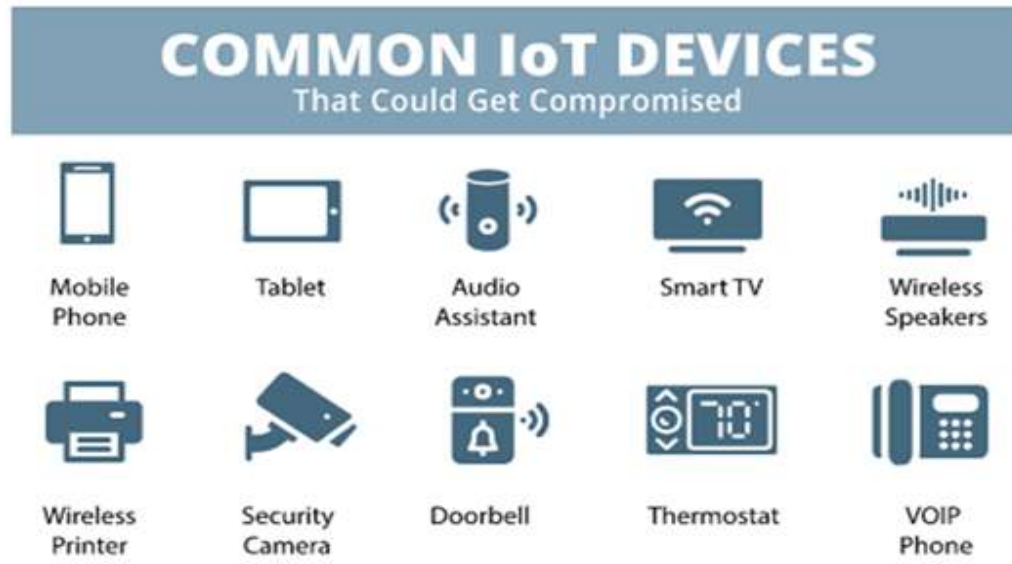 COMMON IoT DEVICES
That Could Get Compromised
Mobile
Phone
Tablet
Audio
Assistant
Smart TV
Wireless
Speakers
70°
Wireless
Printer
Security
Camera
Doorbell
Thermostat
VOIP
Phone